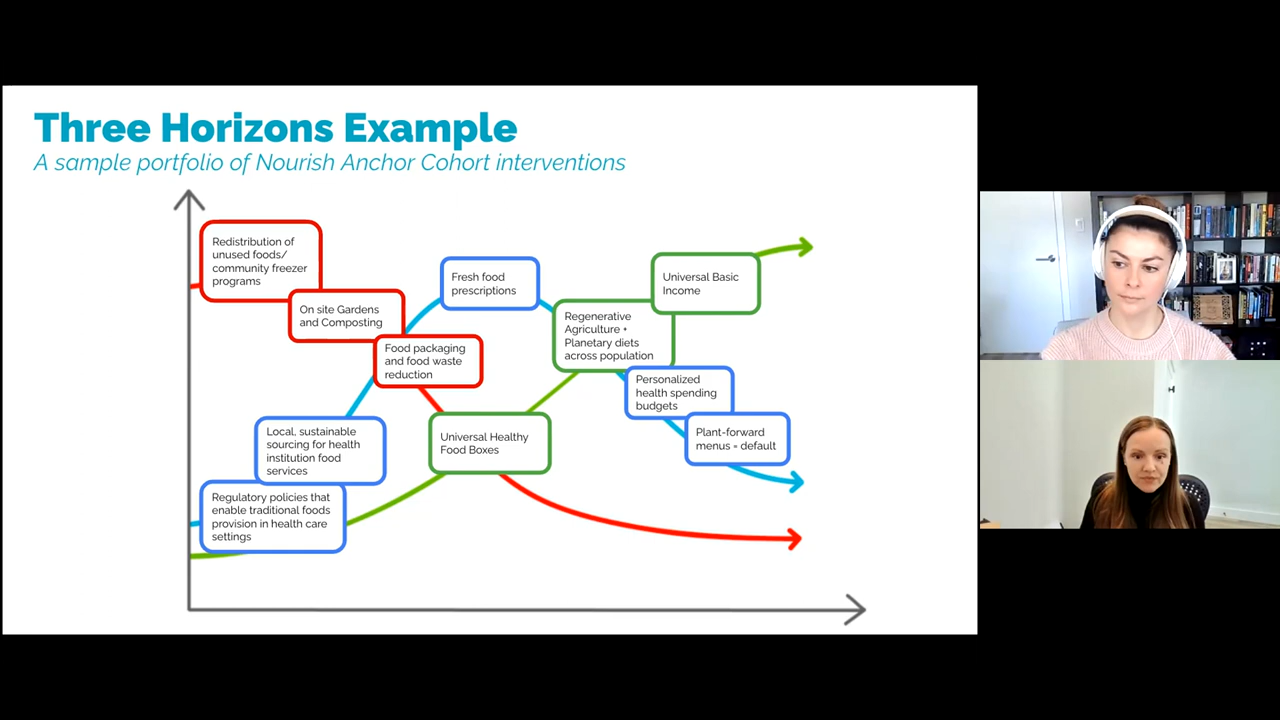 Three Horizons Example
A sample portfolio of Nourish Anchor Cohort interventions
Redistribution of
unused foods/
community freezer
programs
On site Gardens
and Composting
Food packaging
and food waste
reduction
Fresh food
prescriptions
Universal Basic
Income
Regenerative
Agriculture +
Planetary diets
across population
Personalized
health spending
budgets
Plant-forward
menus = default
Local, sustainable
sourcing for health
institution food
services
Universal Healthy
Food Boxes
Regulatory policies that
enable traditional foods
provision in health care
settings